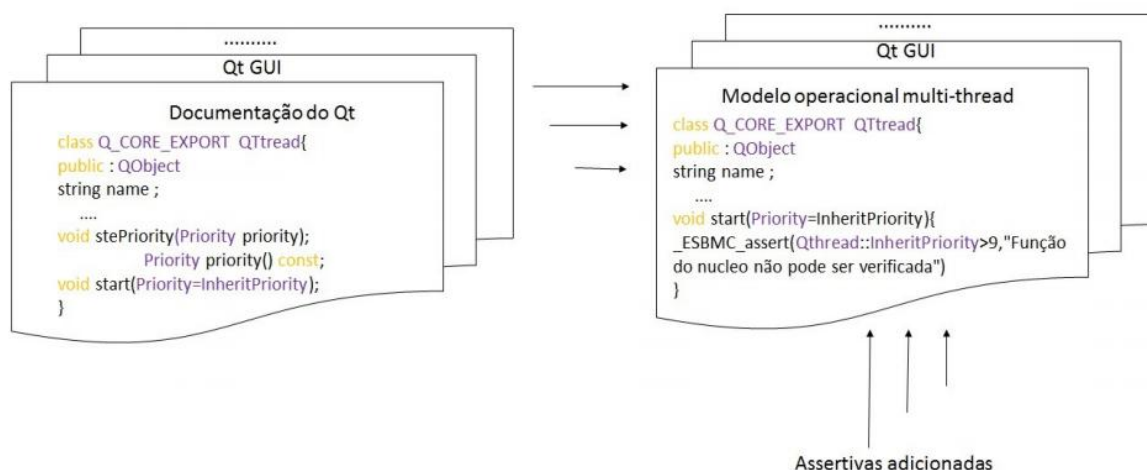 ..........
Qt GUI
Documentação do Qt
class Q_CORE_EXPORT QTtread{
public : QObject
string name ;
....
void stePriority(Priority priority);
Priority priority() const;
void start(Priority=InheritPriority);
}
..........
Qt GUI
Modelo operacional multi-thread
class Q_CORE_EXPORT QTtread{
public : QObject
string name ;
....
void start(Priority=InheritPriority){
_ESBMC_assert(Qthread::InheritPriority>9,"Função
do nucleo não pode ser verificada")
}
Assertivas adicionadas